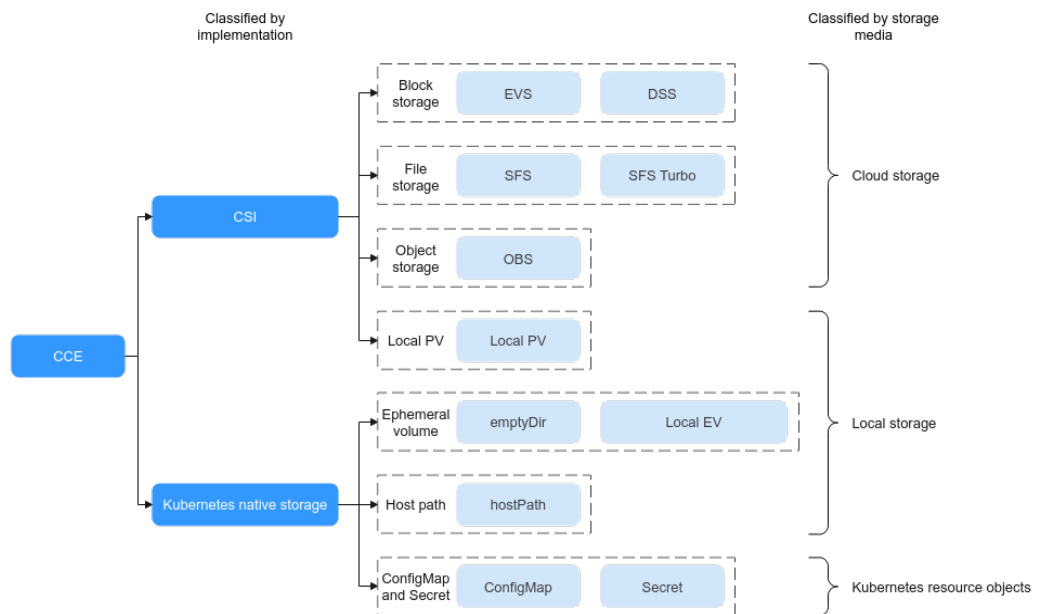 Classified by
implementation
Classified by storage
media
Block
storage
EVS
DSS
File
storage
SFS
SFS Turbo
Cloud storage
CSI
Object
storage
OBS
Local PV
Local PV
CCE
Ephemeral
volume
emptyDir
Local EV
Local storage
Kubernetes native storage
Host path
hostPath
ConfigMap
and Secret
ConfigMap
Secret
Kubernetes resource objects